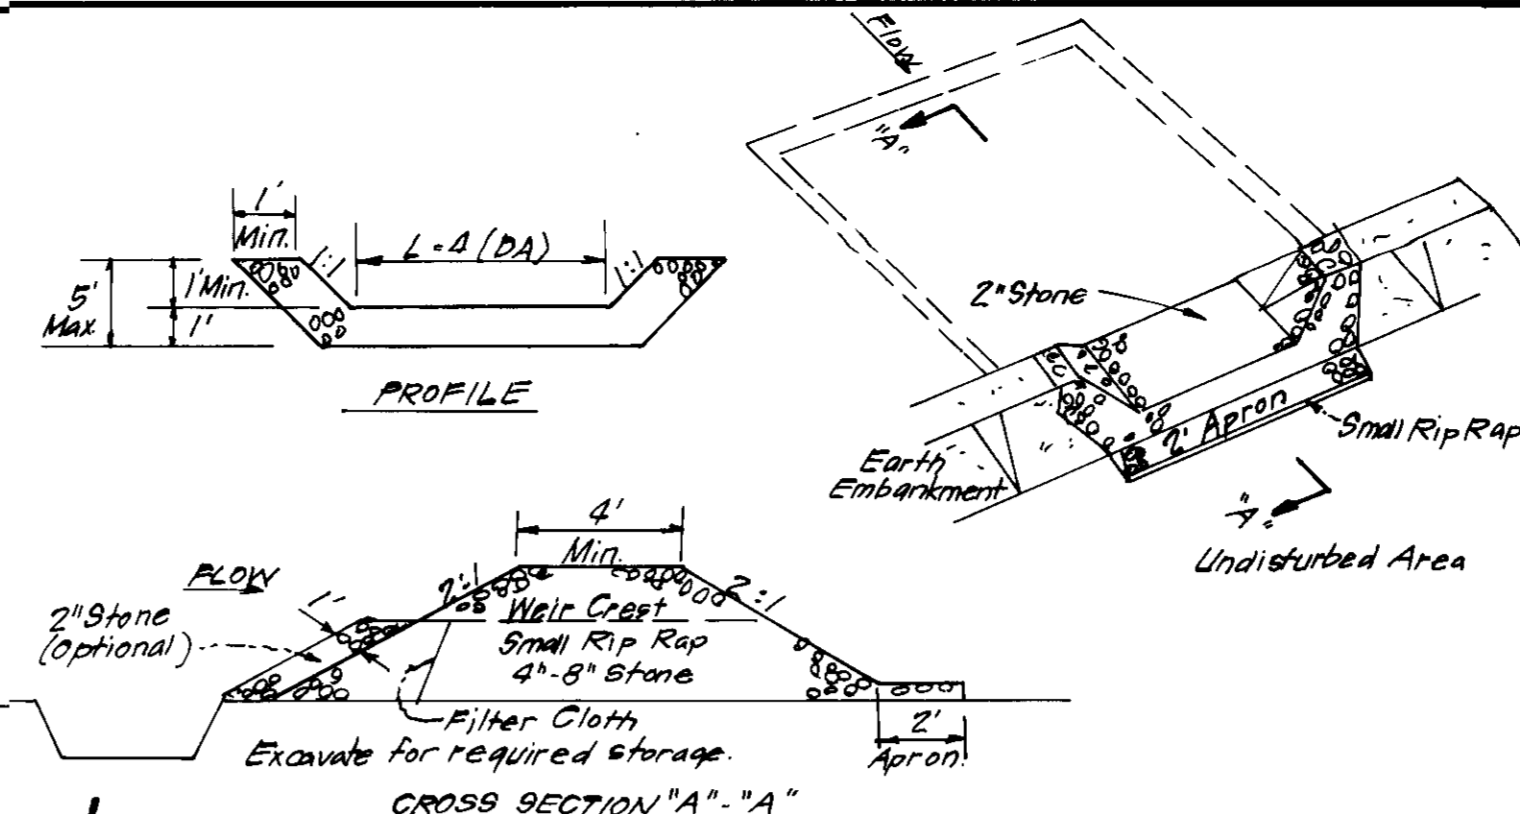 Flow
"A"
1'
Min.
1:1
L=4 (DA)
1:1
5'
Max.
1' Min.
1'
PROFILE
2" Stone
2' Apron
Small Rip Rap
Earth
Embankment
"A"
Undisturbed Area
4'
Min.
FLOW
1'
2:1
2:1
2" Stone
(optional)
Weir Crest
Small Rip Rap
4"-8" Stone
Filter Cloth
Excavate for required storage.
2'
Apron
CROSS SECTION "A"-"A"